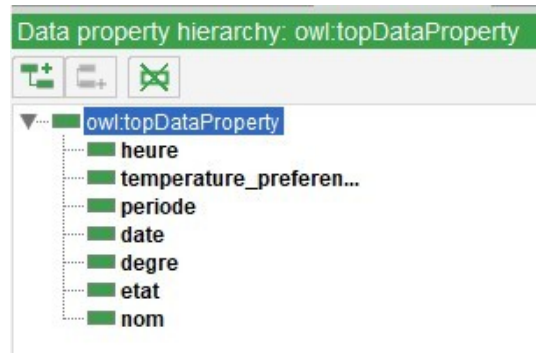 Data property hierarchy: owl:topDataProperty
owl:topDataProperty
heure
temperature_preferen...
periode
date
degre
etat
nom